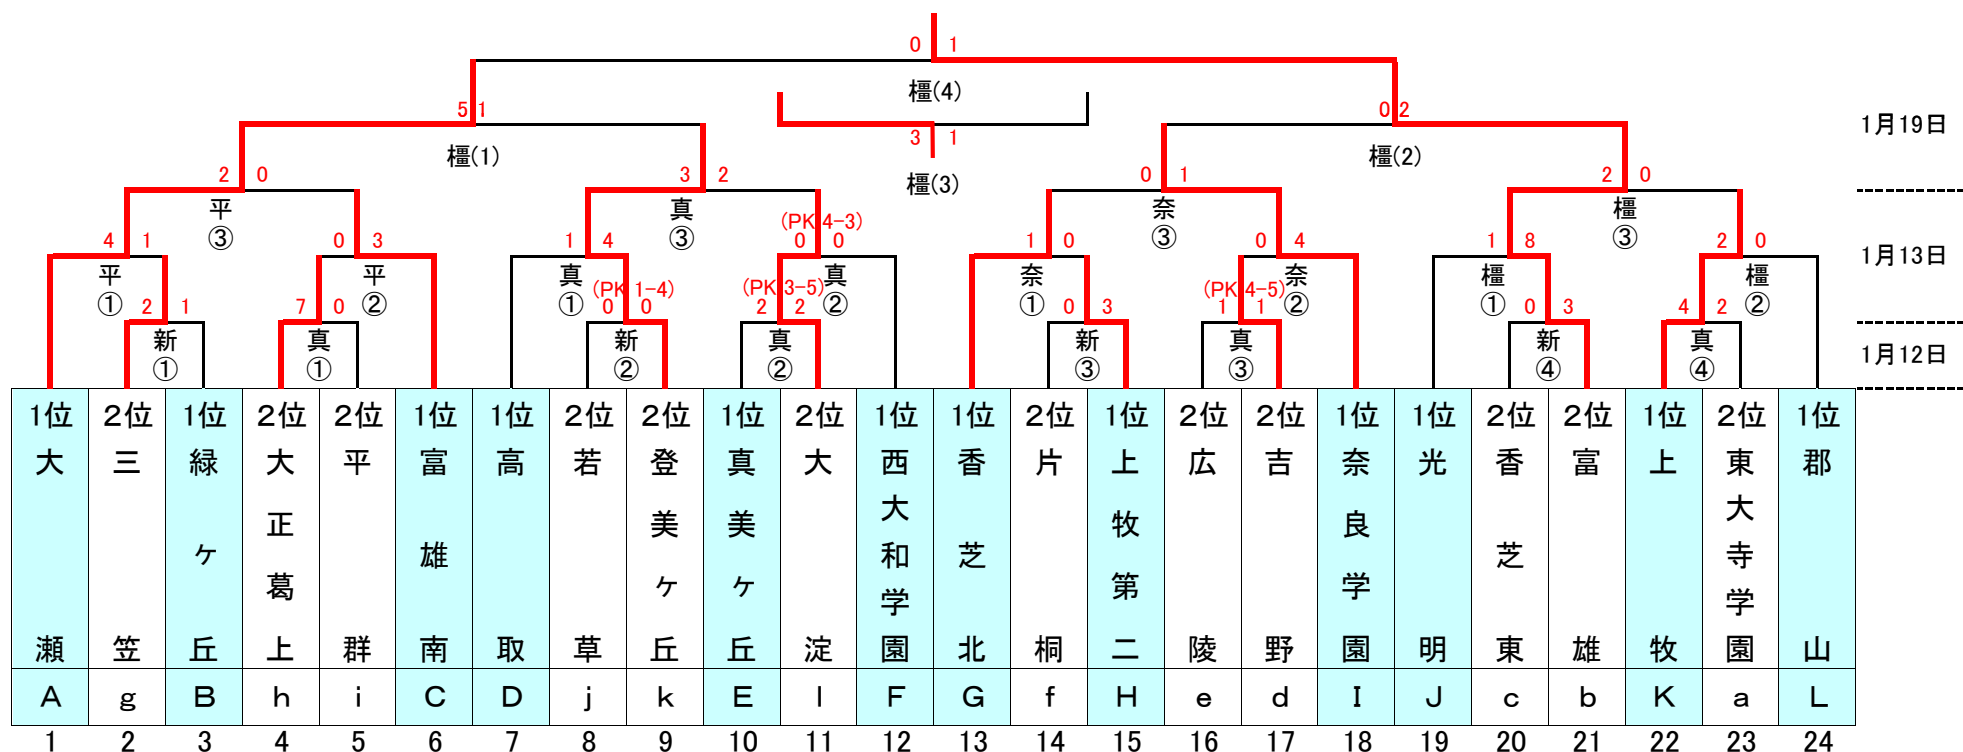 0 1
橿(4)
5 1
0 2
1月19日
3 1
橿(1)
橿(2)
橿(3)
2 0
3 2
0 1
2 0
平③
真③
奈③
橿③
(PK 4-3)
4 1
0 3
1 4
0 0
1 0
0 4
1 8
2 0
1月13日
平①
平②
真①
真②
奈①
奈②
橿①
橿②
(PK 1-4)
(PK 3-5)
(PK 4-5)
2 1
7 0
0 0
2 2
0 3
1 1
0 3
4 2
新①
真①
新②
真②
新③
真③
新④
真④
1月12日
1位 2位 1位 2位 2位 1位 1位 2位 2位 1位 2位 1位 1位 2位 1位 2位 2位 1位 1位 2位 2位 1位 2位 1位
大瀬
三笠
緑ヶ丘
大正葛上
平群
富雄南
高取
若草
登美ヶ丘
真美ヶ丘
大淀
西大和学園
香芝北
片桐
上牧第二
広陵
吉野
奈良学園
光明
香芝東
富雄
上牧
東大寺学園
郡山
A g B h i C D j k E l F G f H e d I J c b K a L
1 2 3 4 5 6 7 8 9 10 11 12 13 14 15 16 17 18 19 20 21 22 23 24